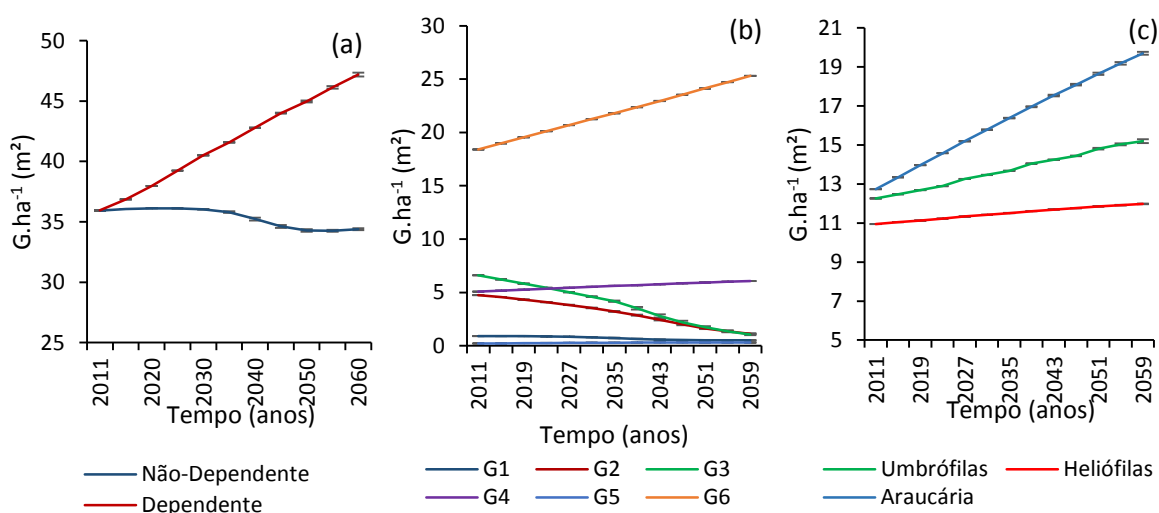 (a)
50
45
40
35
30
25
G.ha⁻¹ (m²)
2011
2020
2030
2040
2050
2060
Tempo (anos)
Não-Dependente
Dependente
(b)
30
25
20
15
10
5
0
G.ha⁻¹ (m²)
2011
2019
2027
2035
2043
2051
2059
Tempo (anos)
G1 G2 G3
G4 G5 G6
(c)
21
19
17
15
13
11
9
7
5
G.ha⁻¹ (m²)
2011
2019
2027
2035
2043
2051
2059
Tempo (anos)
Umbrófilas Heliófilas
Araucária